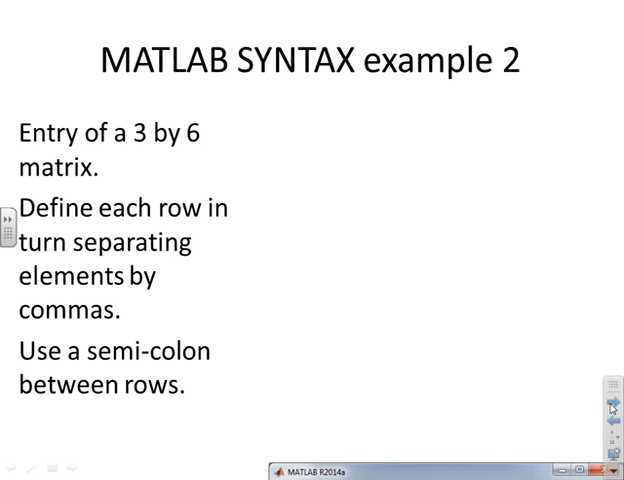 MATLAB SYNTAX example 2
Entry of a 3 by 6
matrix.
Define each row in
turn separating
elements by
commas.
Use a semi-colon
between rows.
MATLAB R2014a